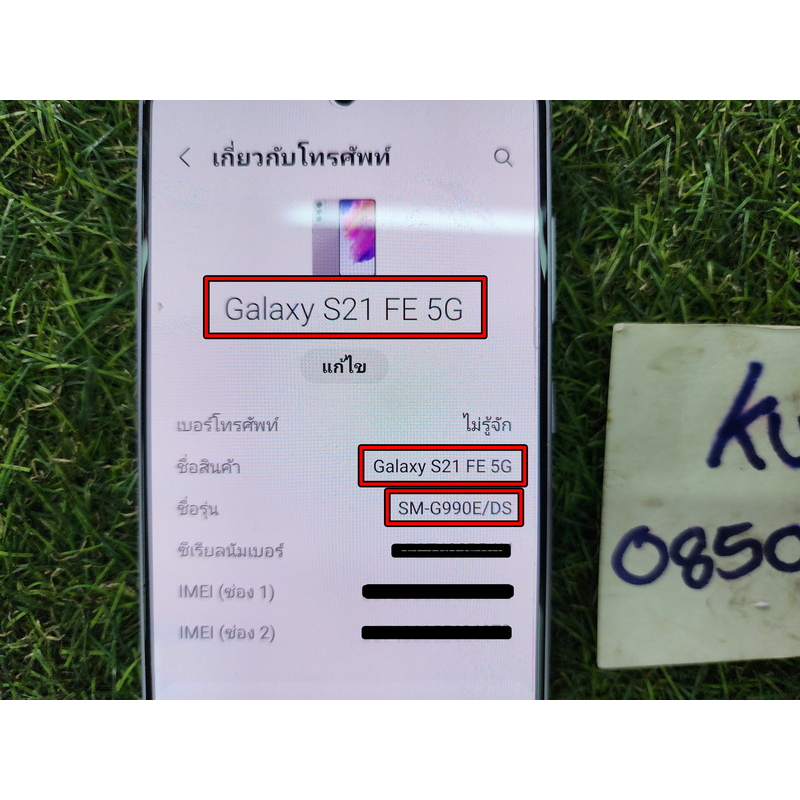 เกี่ยวกับโทรศัพท์
Galaxy S21 FE 5G
แก้ไข
เบอร์โทรศัพท์ ไม่รู้จัก
ชื่อสินค้า Galaxy S21 FE 5G
ชื่อรุ่น SM-G990E/DS
ซีเรียลนัมเบอร์
IMEI (ช่อง 1)
IMEI (ช่อง 2)
0850